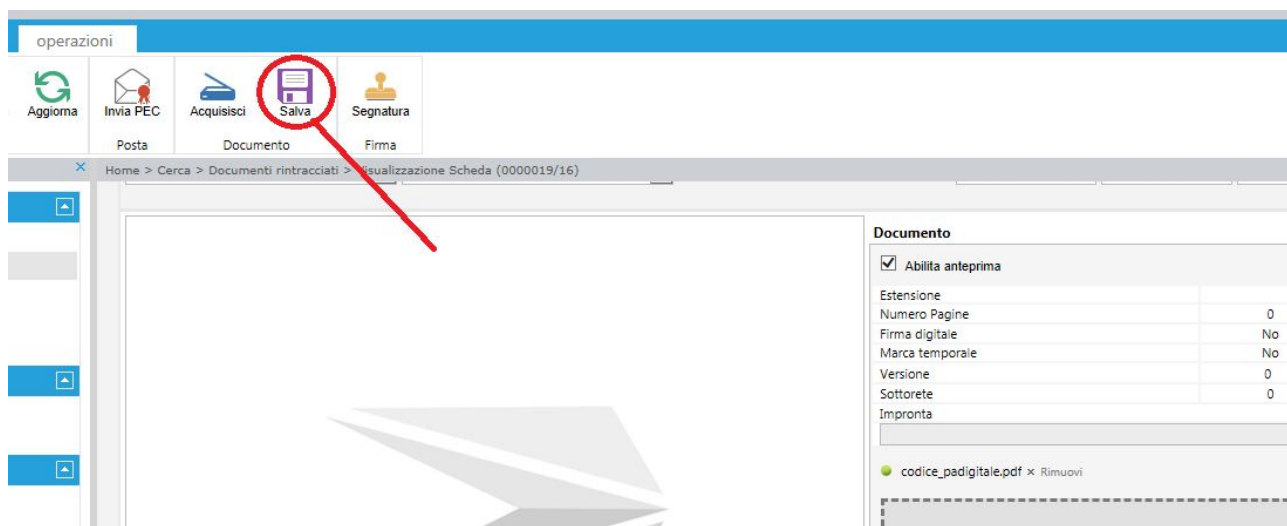 operazioni
Aggiorna
Invia PEC
Acquisisci
Salva
Segnatura
Posta
Documento
Firma
× Home > Cerca > Documenti rintracciati > Visualizzazione Scheda (0000019/16)
Documento
Abilita anteprima
Estensione
Numero Pagine 0
Firma digitale No
Marca temporale No
Versione 0
Sottorete 0
Impronta
codice_padigitale.pdf × Rimuovi